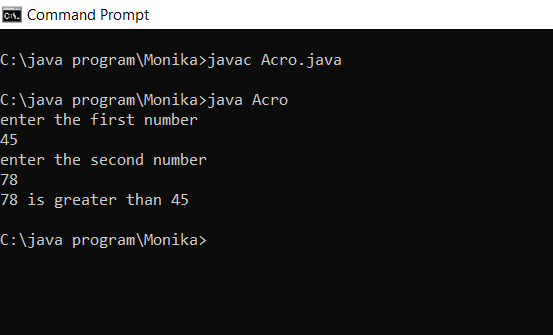 Command Prompt
C:\java program\Monika>javac Acro.java
C:\java program\Monika>java Acro
enter the first number
45
enter the second number
78
78 is greater than 45
C:\java program\Monika>